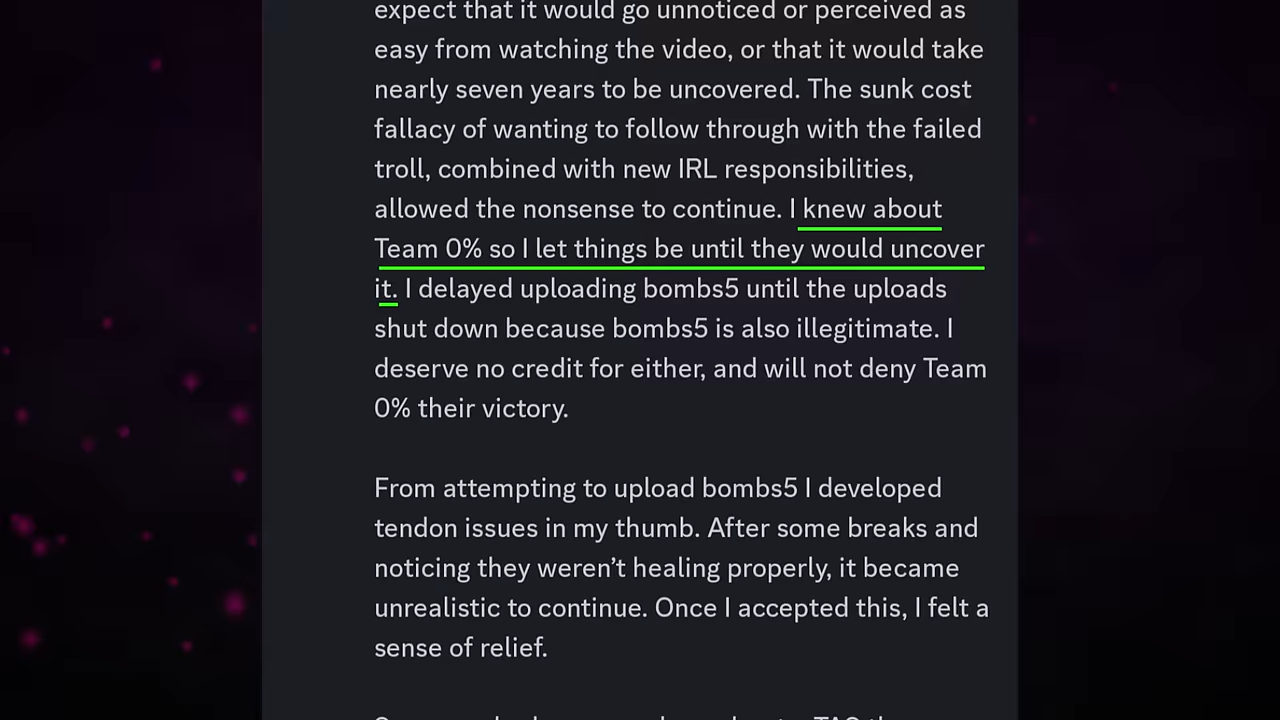 expect that it would go unnoticed or perceived as
easy from watching the video, or that it would take
nearly seven years to be uncovered. The sunk cost
fallacy of wanting to follow through with the failed
troll, combined with new IRL responsibilities,
allowed the nonsense to continue. I knew about
Team 0% so I let things be until they would uncover
it. I delayed uploading bombs5 until the uploads
shut down because bombs5 is also illegitimate. I
deserve no credit for either, and will not deny Team
0% their victory.
From attempting to upload bombs5 I developed
tendon issues in my thumb. After some breaks and
noticing they weren’t healing properly, it became
unrealistic to continue. Once I accepted this, I felt a
sense of relief.